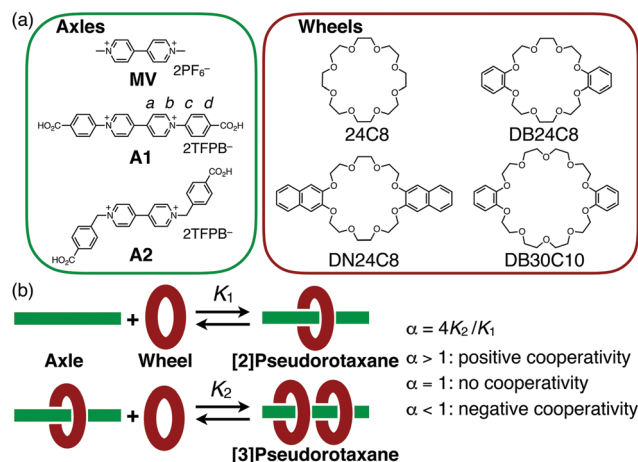 (a)
Axles
Wheels
N+
+N
2PF6−
MV
a b c d
HO2C
N+
+N
CO2H
2TFPB−
A1
CO2H
N+
+N
2TFPB−
HO2C
A2
O O O O O O O O
24C8
O O O O O O O O
DB24C8
O O O O O O O O
DN24C8
O O O O O O O O O O
DB30C10
(b)
K1
Axle + Wheel [2]Pseudorotaxane
K2
+
[3]Pseudorotaxane
α = 4K2/K1
α > 1: positive cooperativity
α = 1: no cooperativity
α < 1: negative cooperativity